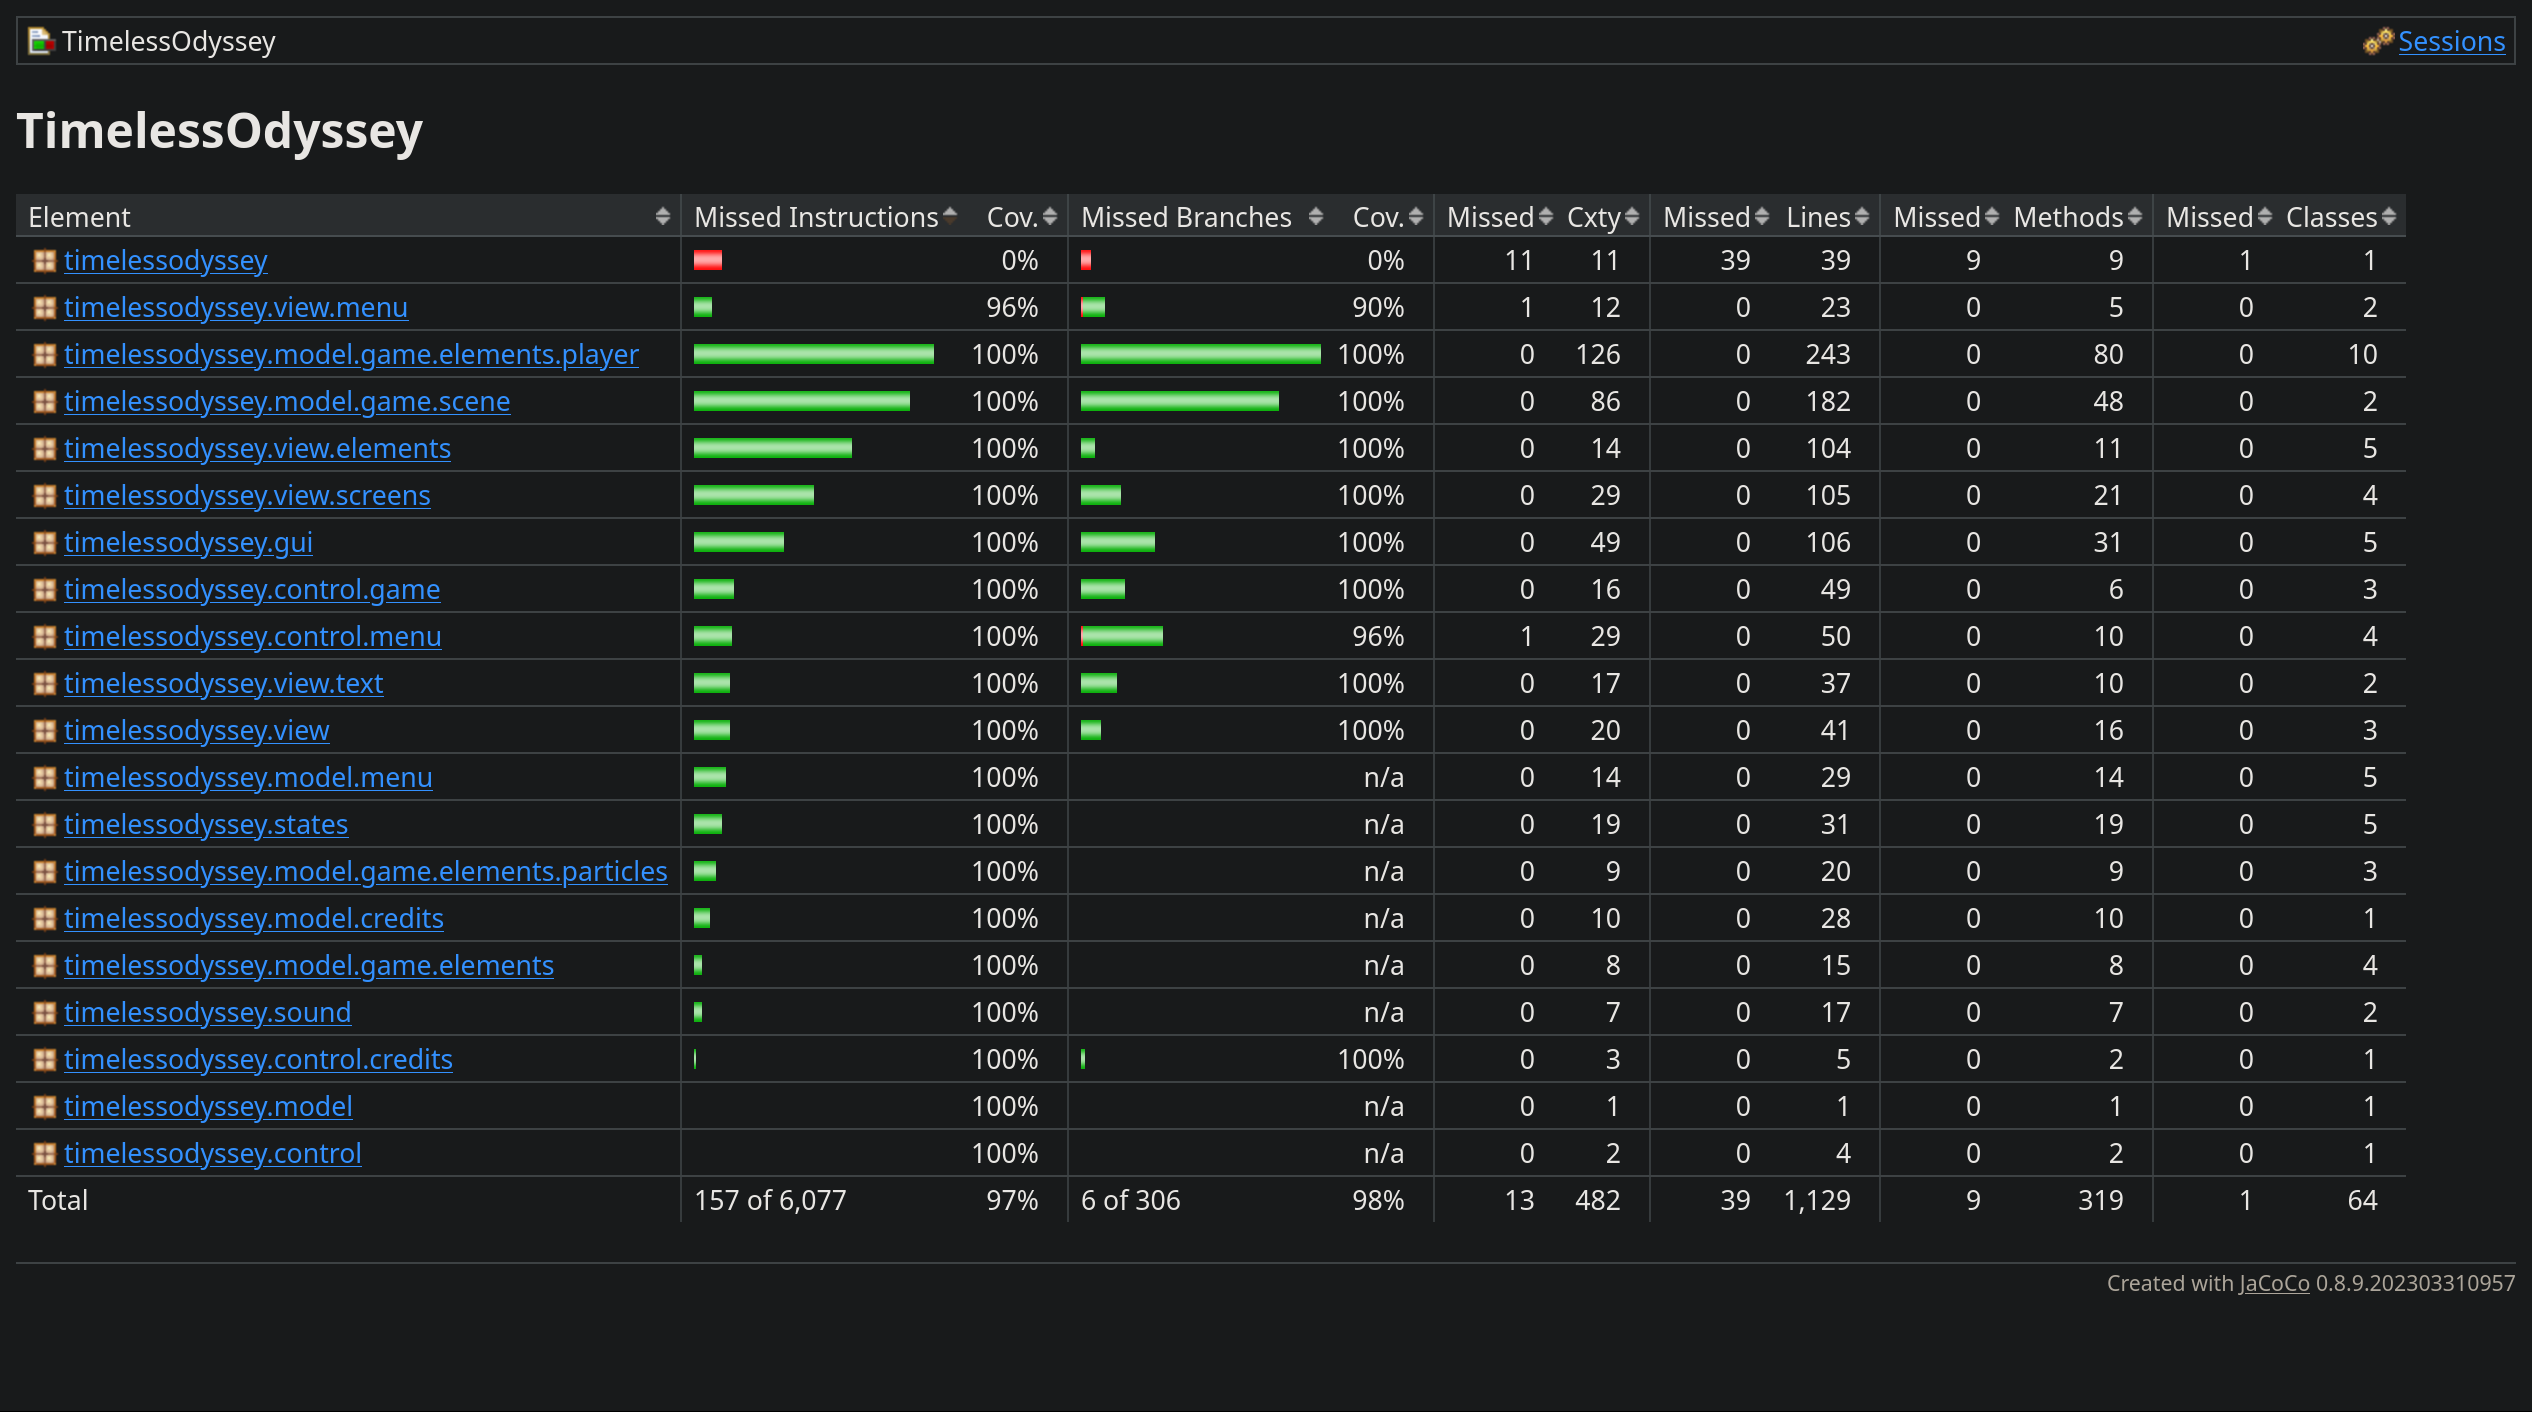 TimelessOdyssey Sessions
TimelessOdyssey
Element Missed Instructions Cov. Missed Branches Cov. Missed Cxty Missed Lines Missed Methods Missed Classes
timelessodyssey 0% 0% 11 11 39 39 9 9 1 1
timelessodyssey.view.menu 96% 90% 1 12 0 23 0 5 0 2
timelessodyssey.model.game.elements.player 100% 100% 0 126 0 243 0 80 0 10
timelessodyssey.model.game.scene 100% 100% 0 86 0 182 0 48 0 2
timelessodyssey.view.elements 100% 100% 0 14 0 104 0 11 0 5
timelessodyssey.view.screens 100% 100% 0 29 0 105 0 21 0 4
timelessodyssey.gui 100% 100% 0 49 0 106 0 31 0 5
timelessodyssey.control.game 100% 100% 0 16 0 49 0 6 0 3
timelessodyssey.control.menu 100% 96% 1 29 0 50 0 10 0 4
timelessodyssey.view.text 100% 100% 0 17 0 37 0 10 0 2
timelessodyssey.view 100% 100% 0 20 0 41 0 16 0 3
timelessodyssey.model.menu 100% n/a 0 14 0 29 0 14 0 5
timelessodyssey.states 100% n/a 0 19 0 31 0 19 0 5
timelessodyssey.model.game.elements.particles 100% n/a 0 9 0 20 0 9 0 3
timelessodyssey.model.credits 100% n/a 0 10 0 28 0 10 0 1
timelessodyssey.model.game.elements 100% n/a 0 8 0 15 0 8 0 4
timelessodyssey.sound 100% n/a 0 7 0 17 0 7 0 2
timelessodyssey.control.credits 100% 100% 0 3 0 5 0 2 0 1
timelessodyssey.model 100% n/a 0 1 0 1 0 1 0 1
timelessodyssey.control 100% n/a 0 2 0 4 0 2 0 1
Total 157 of 6,077 97% 6 of 306 98% 13 482 39 1,129 9 319 1 64
Created with JaCoCo 0.8.9.202303310957